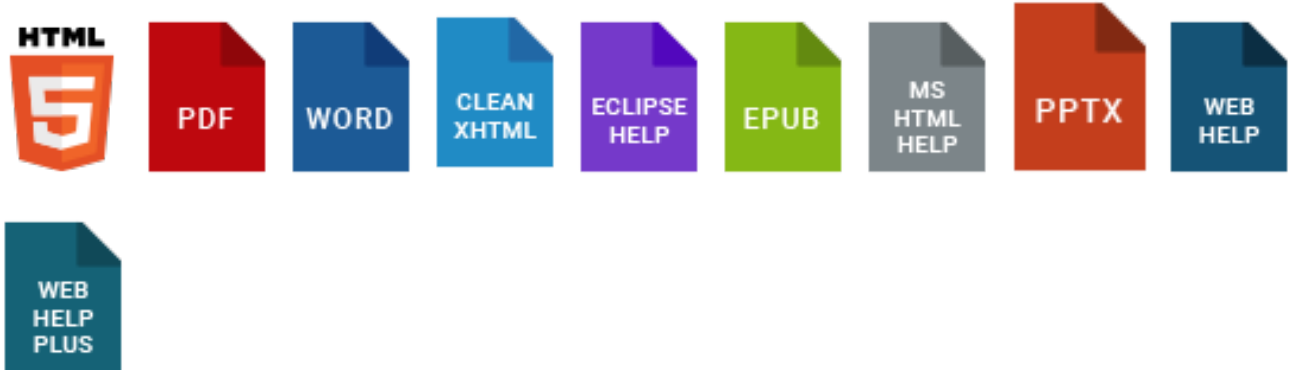 HTML
5
PDF
WORD
CLEAN
XHTML
ECLIPSE
HELP
EPUB
MS
HTML
HELP
PPTX
WEB
HELP
WEB
HELP
PLUS